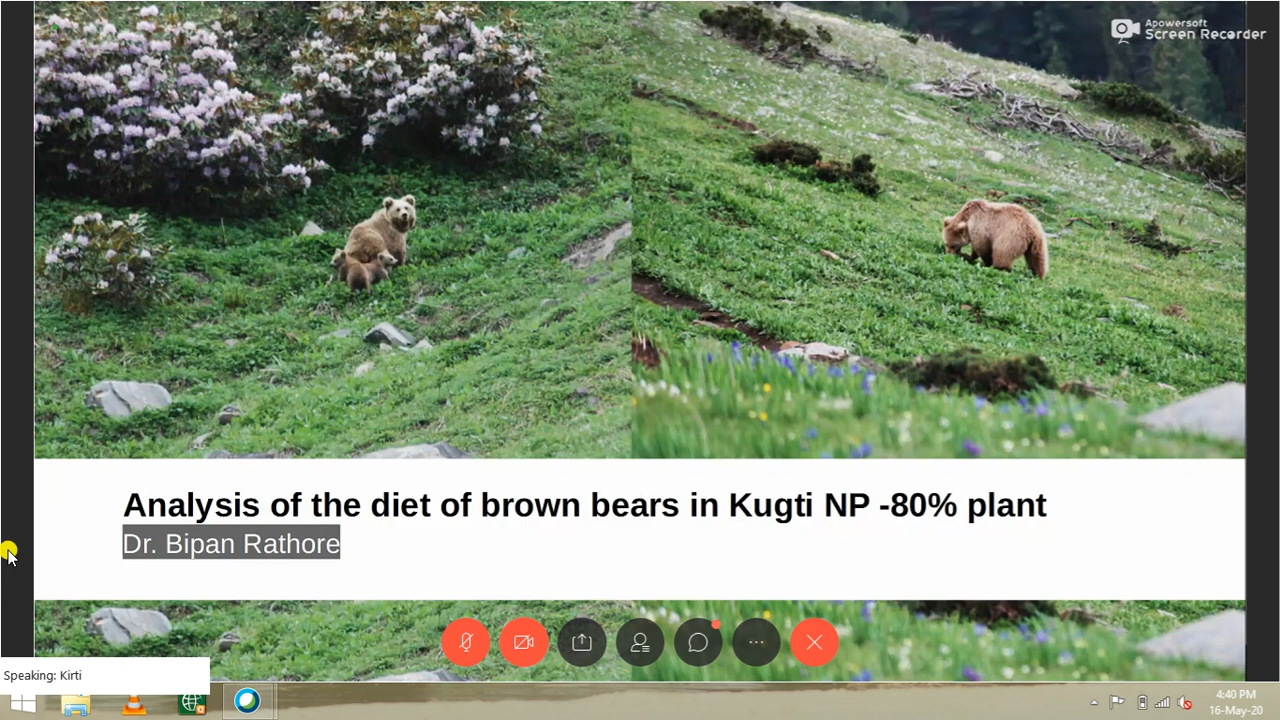 Apowersoft
Screen Recorder
Analysis of the diet of brown bears in Kugti NP -80% plant
Dr. Bipan Rathore
Speaking: Kirti
4:40 PM
16-May-20